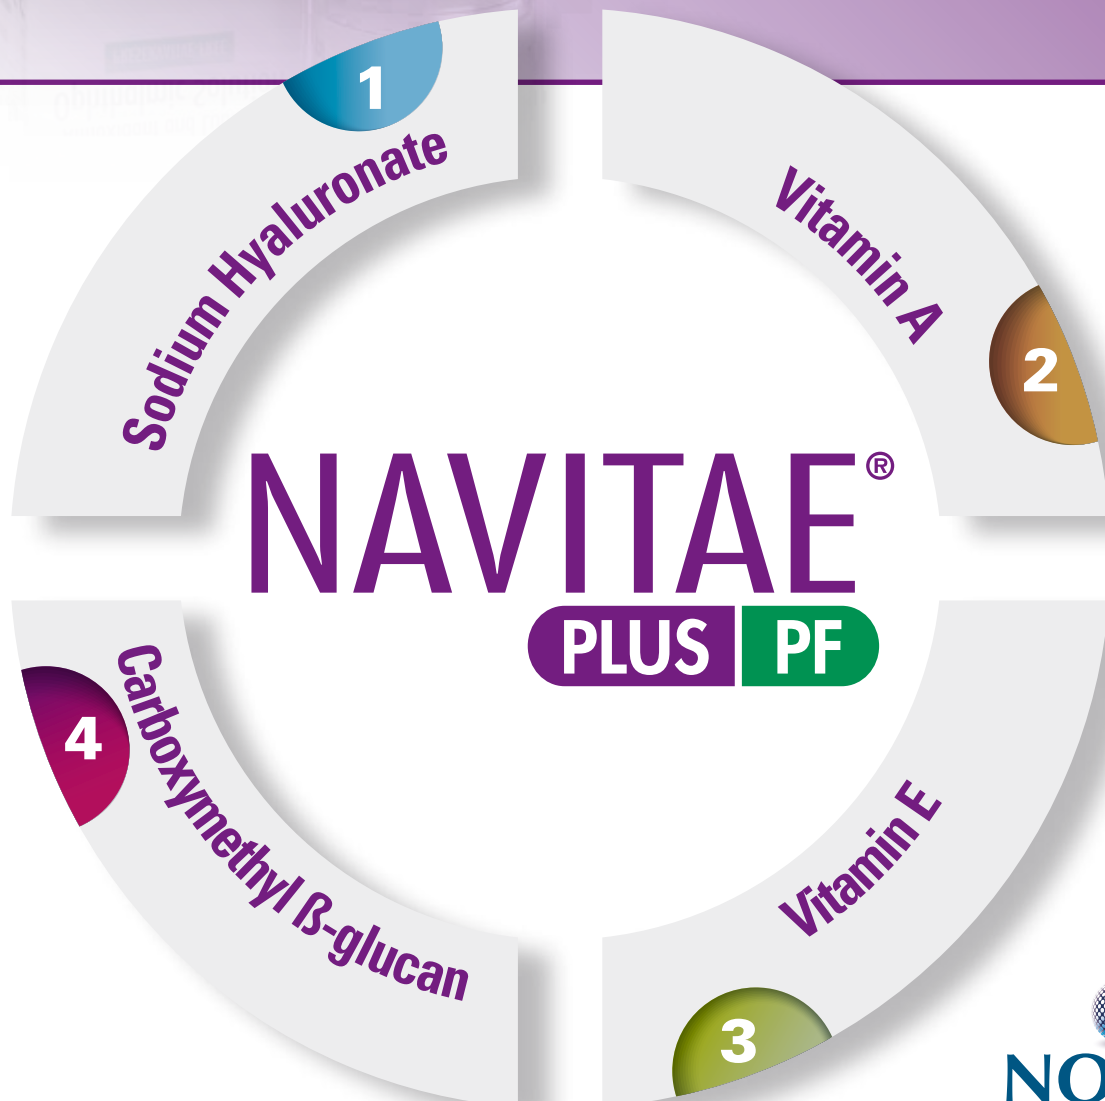 1
Sodium Hyaluronate
Vitamin A
2
NAVITAE®
PLUS PF
4
Carboxymethyl ß-glucan
Vitamin E
3
NO